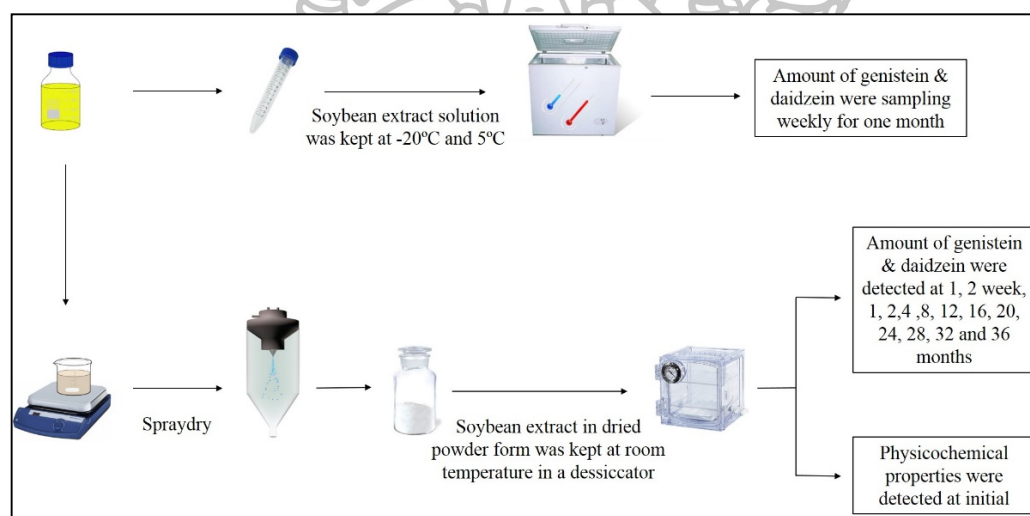 Soybean extract solution
was kept at -20ºC and 5ºC
Amount of genistein &
daidzein were sampling
weekly for one month
Spraydry
Soybean extract in dried
powder form was kept at room
temperature in a dessiccator
Amount of genistein
& daidzein were
detected at 1, 2 week,
1, 2,4 ,8, 12, 16, 20,
24, 28, 32 and 36
months
Physicochemical
properties were
detected at initial